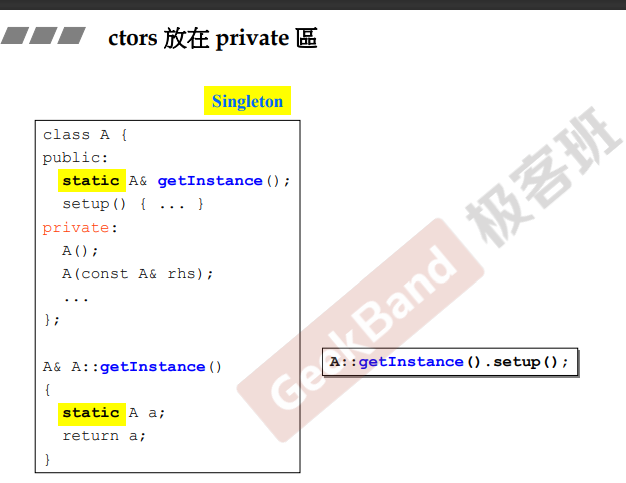 ctors 放在 private 區
Singleton
class A {
public:
static A& getInstance();
setup() { ... }
private:
A();
A(const A& rhs);
...
};
A& A::getInstance()
{
static A a;
return a;
}
A::getInstance().setup();
GeekBand 极客班